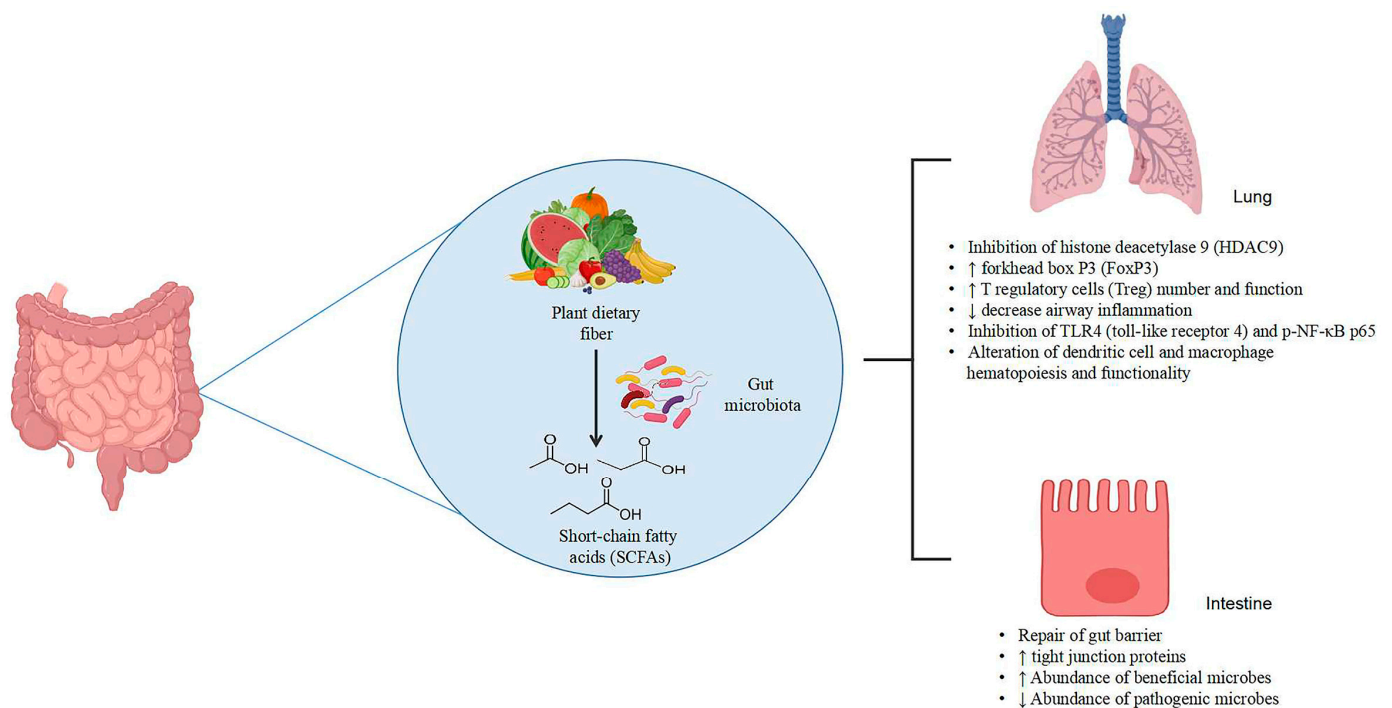 Plant dietary
fiber
Gut
microbiota
O
OH
O
OH
O
OH
Short-chain fatty
acids (SCFAs)
Lung
• Inhibition of histone deacetylase 9 (HDAC9)
• ↑ forkhead box P3 (FoxP3)
• ↑ T regulatory cells (Treg) number and function
• ↓ decrease airway inflammation
• Inhibition of TLR4 (toll-like receptor 4) and p-NF-κB p65
• Alteration of dendritic cell and macrophage
hematopoiesis and functionality
Intestine
• Repair of gut barrier
• ↑ tight junction proteins
• ↑ Abundance of beneficial microbes
• ↓ Abundance of pathogenic microbes